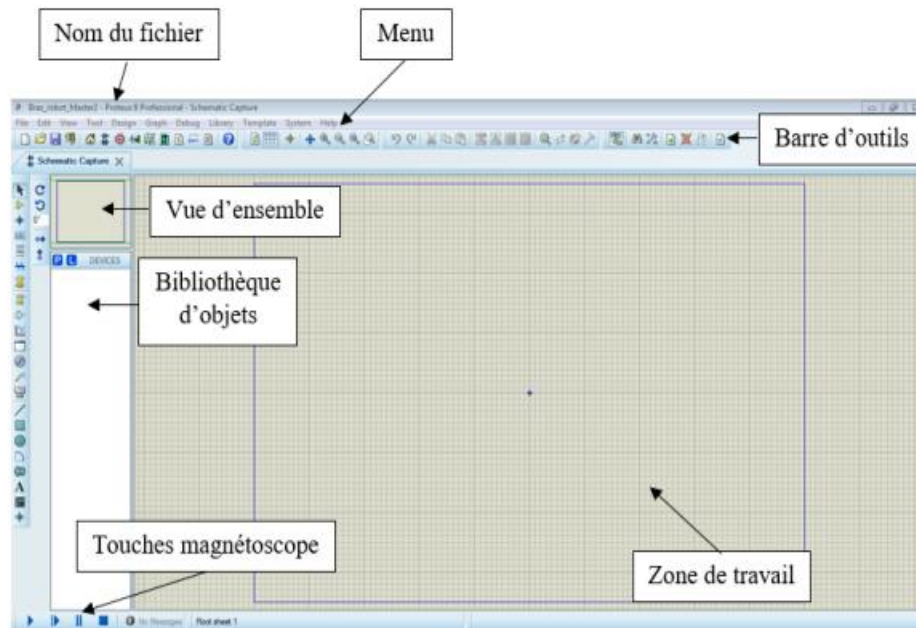 Nom du fichier
Menu
Bras_robot_Master2 - Proteus 8 Professional - Schematic Capture
File Edit View Tool Design Graph Debug Library Template System Help
Barre d'outils
Schematic Capture
Vue d'ensemble
P L DEVICES
Bibliothèque
d'objets
Touches magnétoscope
Zone de travail
No Messages Root sheet 1